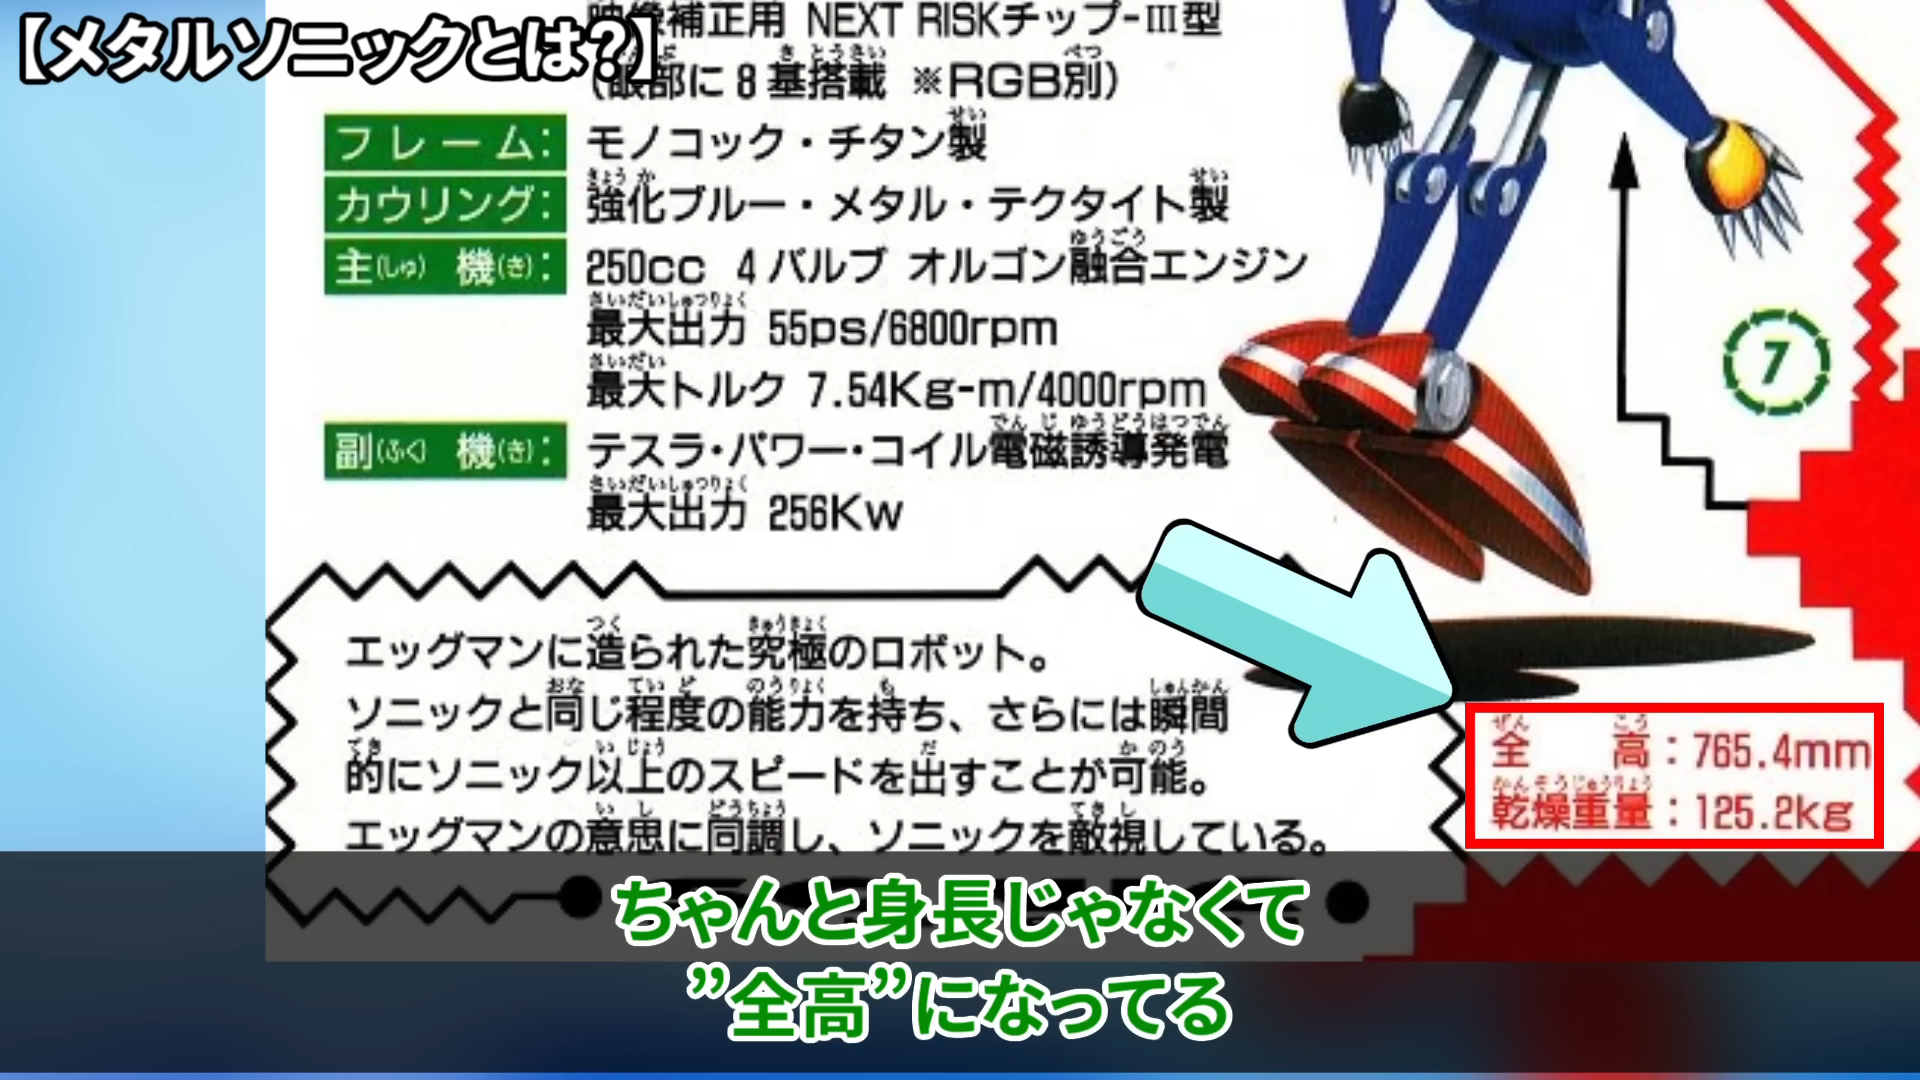 【メタルソニックとは?】
映像補正用 NEXT RISKチップ-III型
(眼部に8基搭載 ※RGB別)
フレーム: モノコック・チタン製
カウリング: 強化ブルー・メタル・テクタイト製
主(しゅ) 機(き): 250cc 4バルブ オルゴン融合エンジン
最大出力 55ps/6800rpm
最大トルク 7.54Kg-m/4000rpm
副(ふく) 機(き): テスラ・パワー・コイル電磁誘導発電
最大出力 256Kw
7
エッグマンに造られた究極のロボット。
ソニックと同じ程度の能力を持ち、さらには瞬間
的にソニック以上のスピードを出すことが可能。
エッグマンの意思に同調し、ソニックを敵視している。
全高:765.4mm
乾燥重量:125.2kg
ちゃんと身長じゃなくて
”全高”になってる